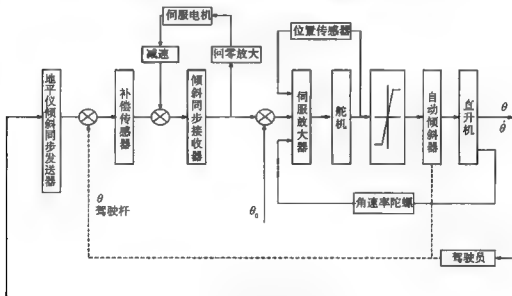 伺服电机
减速
回零放大
位置传感器
地平仪倾斜同步发送器
补偿传感器
倾斜同步接收器
伺服放大器
舵机
自动倾斜器
直升机
θ
θ̇
θ
驾驶杆
θ₀
角速率陀螺
驾驶员